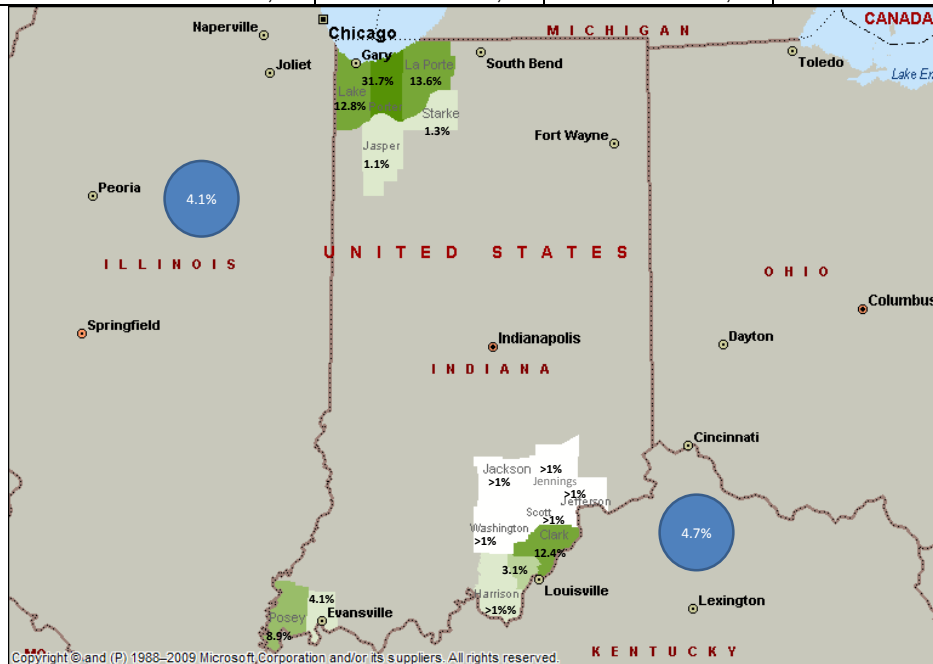 Naperville
Chicago
MICHIGAN
CANADA
Gary
La Porte
South Bend
Toledo
Joliet
31.7%
13.6%
Lake Er
Lake
12.8%
Porter
Starke
1.3%
Fort Wayne
Jasper
1.1%
Peoria
4.1%
UNITED STATES
ILLINOIS
OHIO
Columbus
Springfield
Indianapolis
Dayton
INDIANA
Cincinnati
Jackson
>1%
>1%
Jennings
>1%
Jefferson
Scott
>1%
Washington
>1%
Clark
12.4%
4.7%
3.1%
Louisville
Harrison
>1%%
4.1%
Evansville
Lexington
Posey
8.9%
KENTUCKY
MO
Copyright © and (P) 1988–2009 Microsoft Corporation and/or its suppliers. All rights reserved.